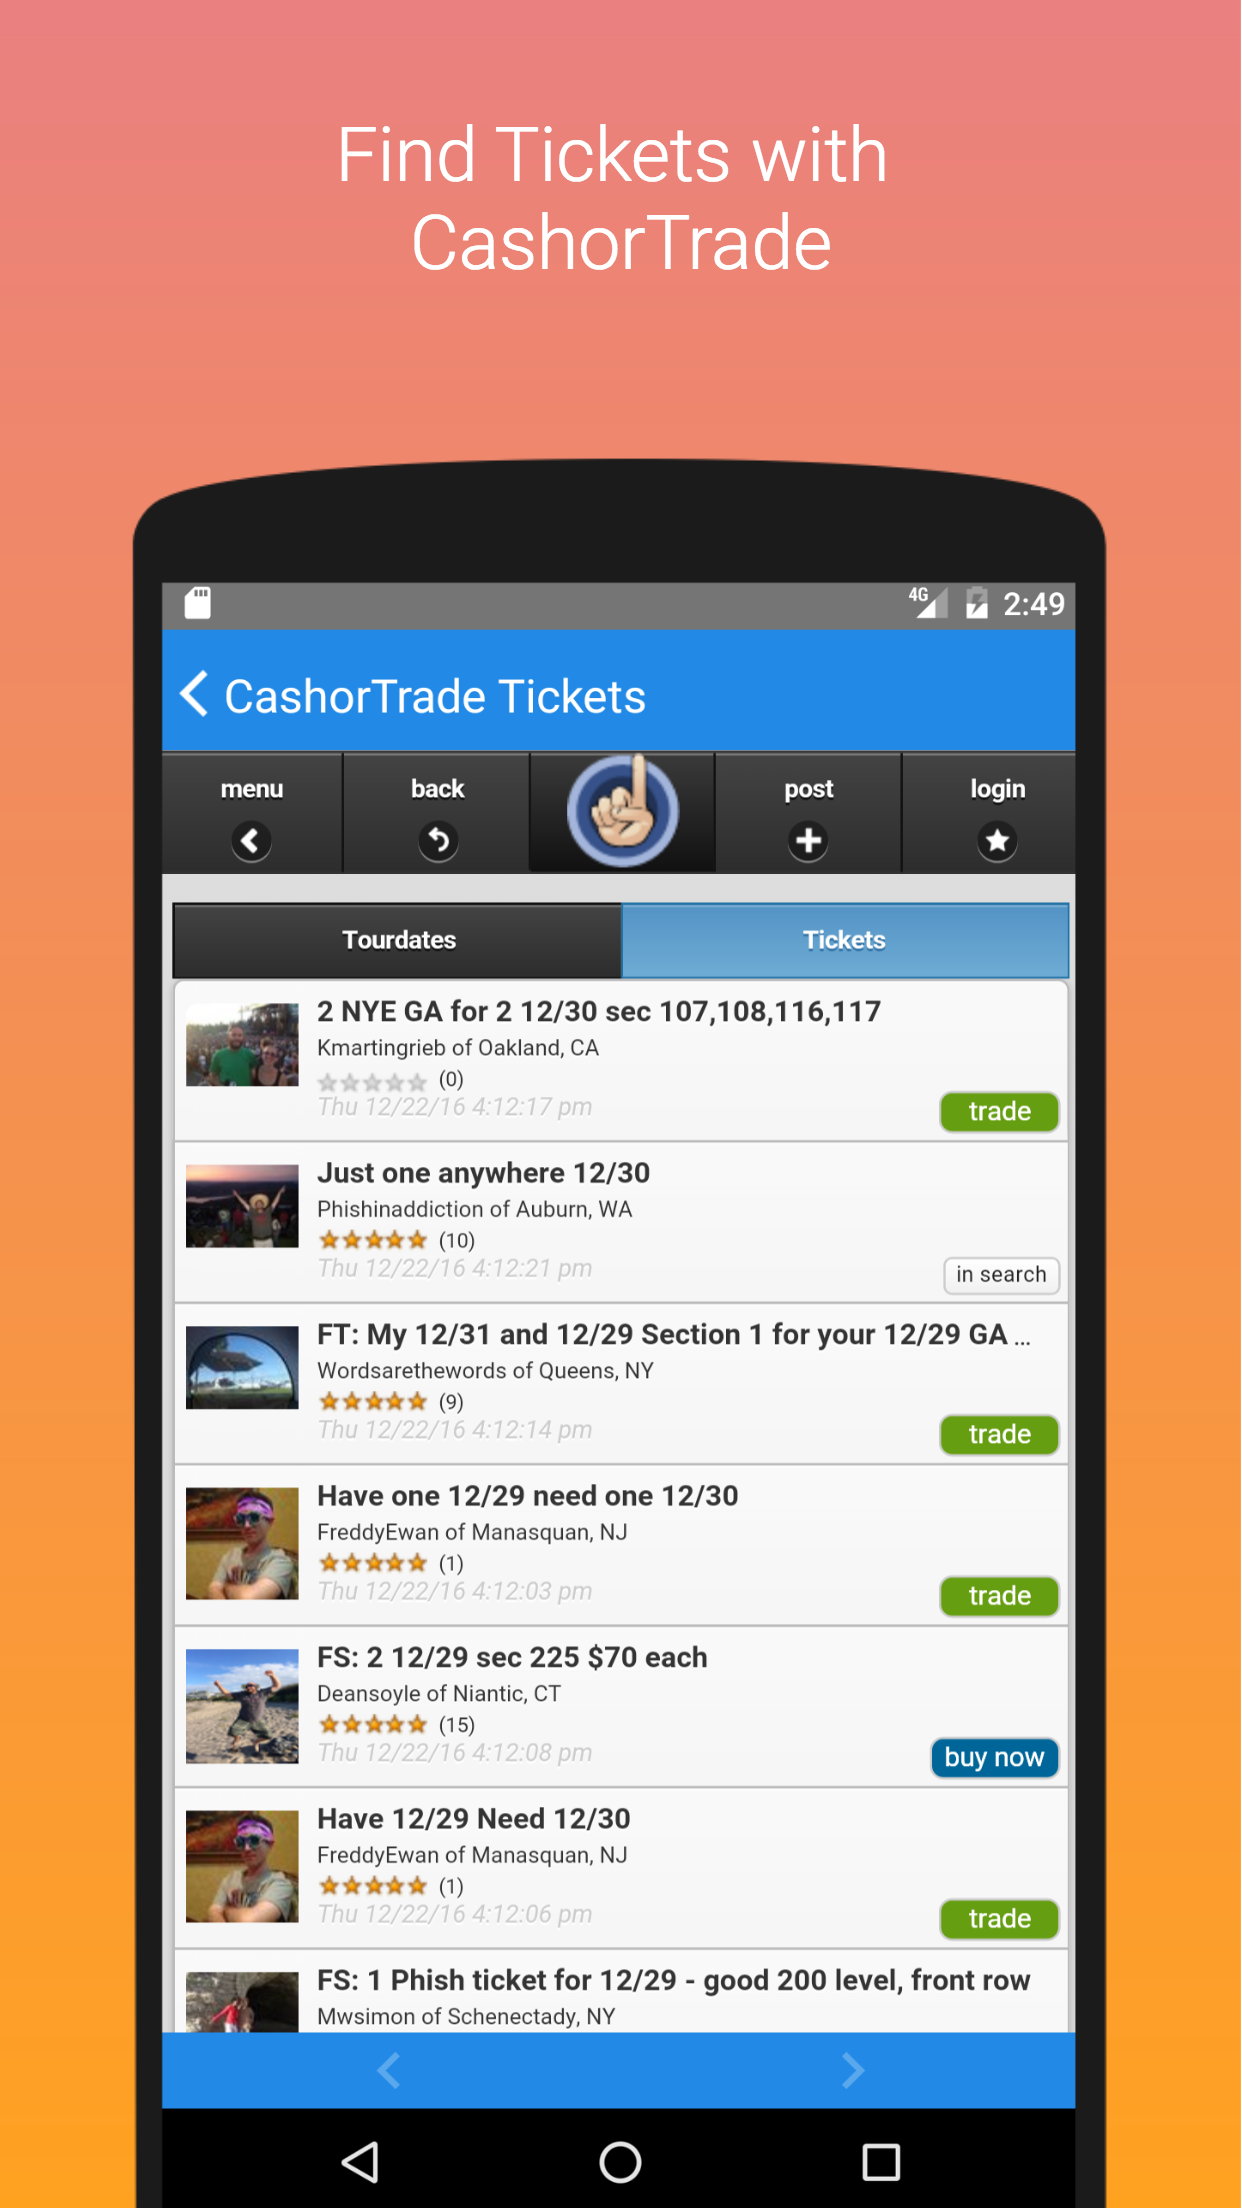 Find Tickets with
CashorTrade
4G 2:49
CashorTrade Tickets
menu back post login
Tourdates Tickets
2 NYE GA for 2 12/30 sec 107,108,116,117
Kmartingrieb of Oakland, CA
(0)
Thu 12/22/16 4:12:17 pm
trade
Just one anywhere 12/30
Phishinaddiction of Auburn, WA
(10)
Thu 12/22/16 4:12:21 pm
in search
FT: My 12/31 and 12/29 Section 1 for your 12/29 GA ...
Wordsarethewords of Queens, NY
(9)
Thu 12/22/16 4:12:14 pm
trade
Have one 12/29 need one 12/30
FreddyEwan of Manasquan, NJ
(1)
Thu 12/22/16 4:12:03 pm
trade
FS: 2 12/29 sec 225 $70 each
Deansoyle of Niantic, CT
(15)
Thu 12/22/16 4:12:08 pm
buy now
Have 12/29 Need 12/30
FreddyEwan of Manasquan, NJ
(1)
Thu 12/22/16 4:12:06 pm
trade
FS: 1 Phish ticket for 12/29 - good 200 level, front row
Mwsimon of Schenectady, NY